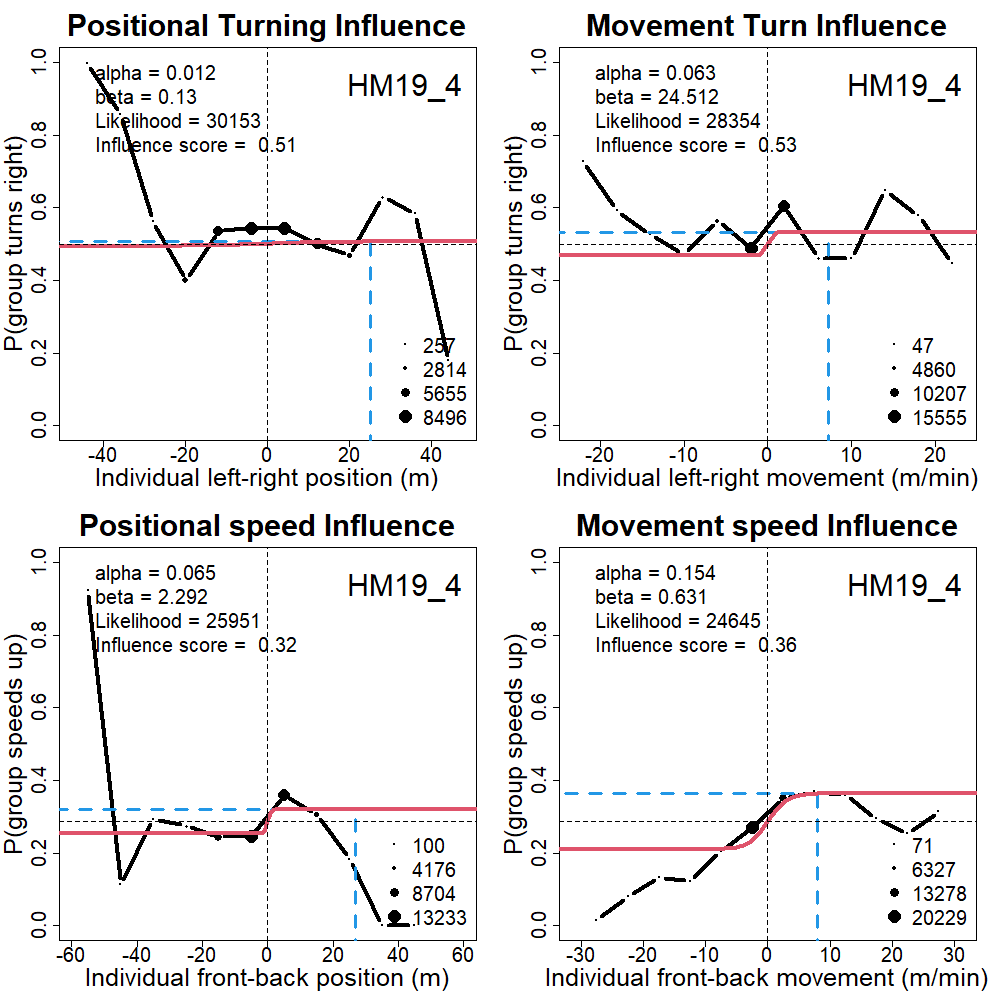 Positional Turning Influence
P(group turns right)
1.0
0.8
0.6
0.4
0.2
0.0
alpha = 0.012
beta = 0.13
Likelihood = 30153
Influence score = 0.51
HM19_4
257
2814
5655
8496
-40 -20 0 20 40
Individual left-right position (m)
Movement Turn Influence
P(group turns right)
1.0
0.8
0.6
0.4
0.2
0.0
alpha = 0.063
beta = 24.512
Likelihood = 28354
Influence score = 0.53
HM19_4
47
4860
10207
15555
-20 -10 0 10 20
Individual left-right movement (m/min)
Positional speed Influence
P(group speeds up)
1.0
0.8
0.6
0.4
0.2
0.0
alpha = 0.065
beta = 2.292
Likelihood = 25951
Influence score = 0.32
HM19_4
100
4176
8704
13233
-60 -40 -20 0 20 40 60
Individual front-back position (m)
Movement speed Influence
P(group speeds up)
1.0
0.8
0.6
0.4
0.2
0.0
alpha = 0.154
beta = 0.631
Likelihood = 24645
Influence score = 0.36
HM19_4
71
6327
13278
20229
-30 -20 -10 0 10 20 30
Individual front-back movement (m/min)